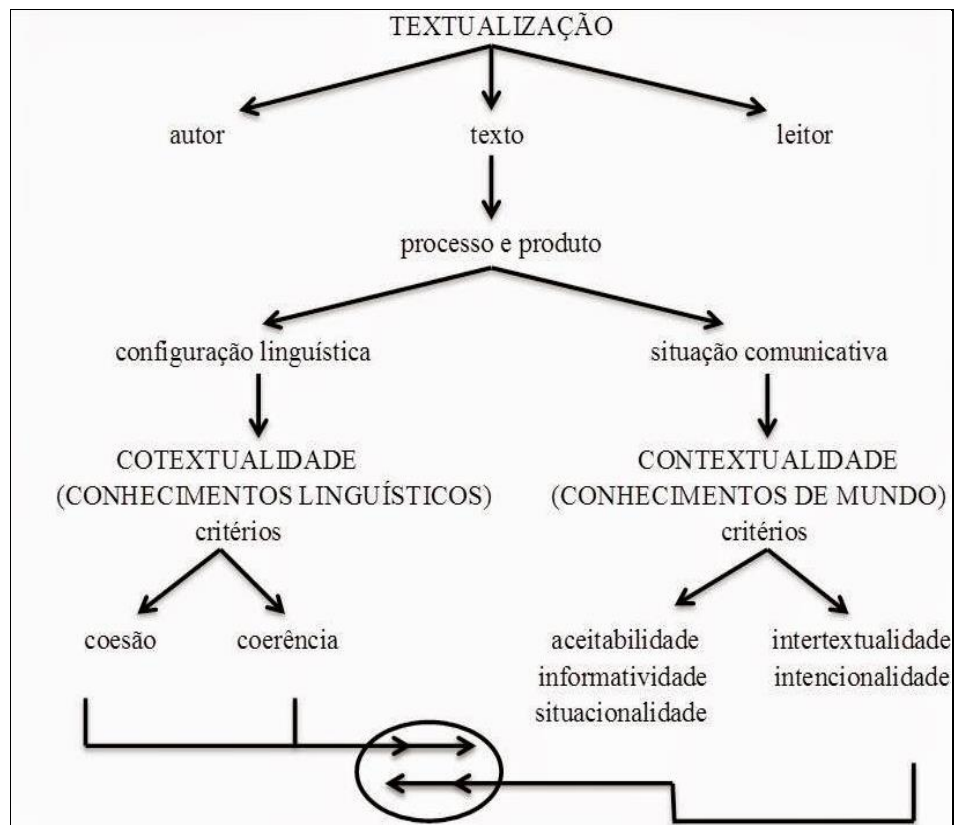 TEXTUALIZAÇÃO
autor texto leitor
processo e produto
configuração linguística situação comunicativa
COTEXTUALIDADE CONTEXTUALIDADE
(CONHECIMENTOS LINGUÍSTICOS) (CONHECIMENTOS DE MUNDO)
critérios critérios
coesão coerência aceitabilidade intertextualidade
informatividade intencionalidade
situacionalidade